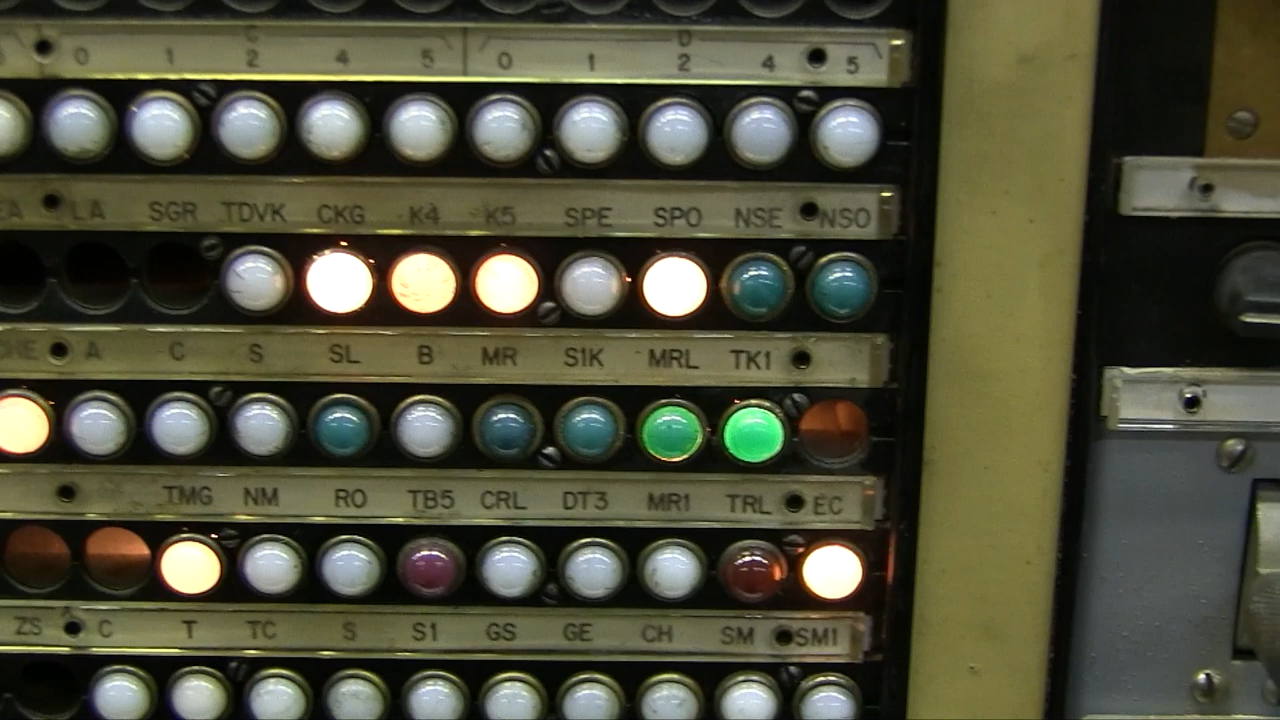 C D
0 1 2 4 5 0 1 2 4 5
LA SGR TDVK CKG K4 K5 SPE SPO NSE NSO
A C S SL B MR S1K MRL TK1
TMG NM RO TB5 CRL DT3 MR1 TRL EC
ZS C T TC S S1 GS GE CH SM SM1